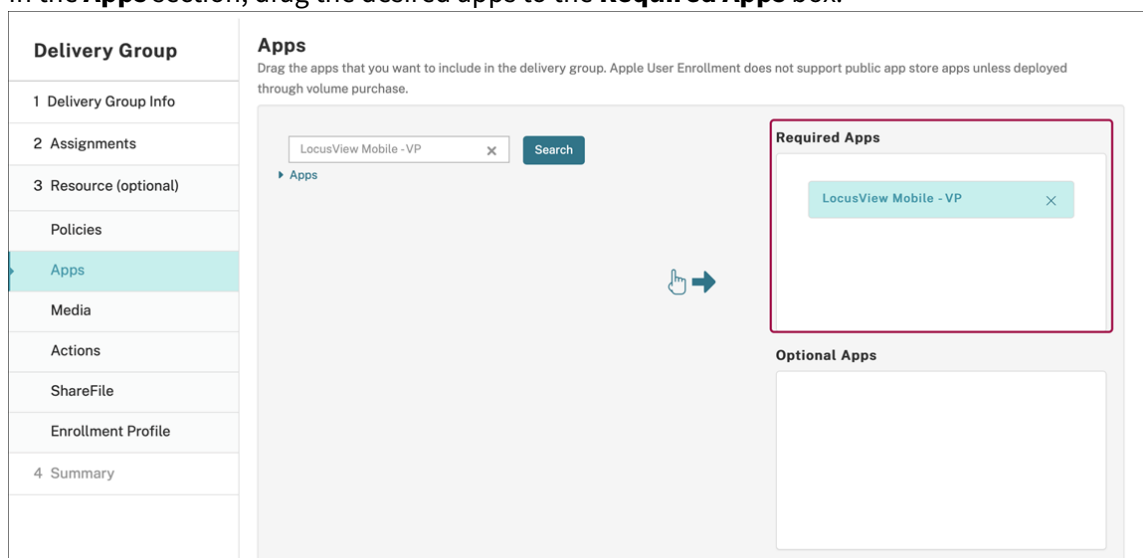 In the Apps section, drag the desired apps to the Required Apps box.
Delivery Group
1 Delivery Group Info
2 Assignments
3 Resource (optional)
Policies
Apps
Media
Actions
ShareFile
Enrollment Profile
4 Summary
Apps
Drag the apps that you want to include in the delivery group. Apple User Enrollment does not support public app store apps unless deployed
through volume purchase.
LocusView Mobile - VP
Search
Apps
Required Apps
LocusView Mobile - VP
Optional Apps